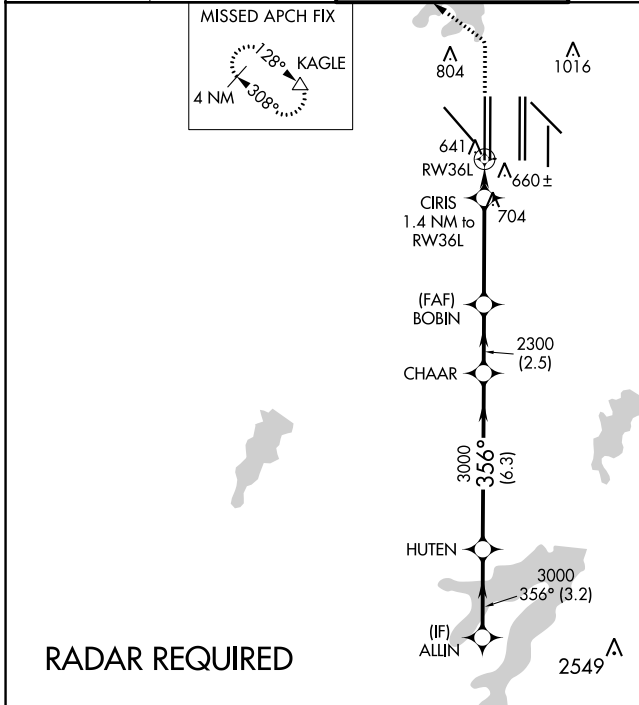 MISSED APCH FIX
128°
KAGLE
4 NM
308°
804
1016
641
RW36L
660 ±
CIRIS
1.4 NM to
RW36L
704
(FAF)
BOBIN
2300
(2.5)
CHAAR
3000
356°
(6.3)
HUTEN
3000
356° (3.2)
(IF)
ALLIN
RADAR REQUIRED
2549